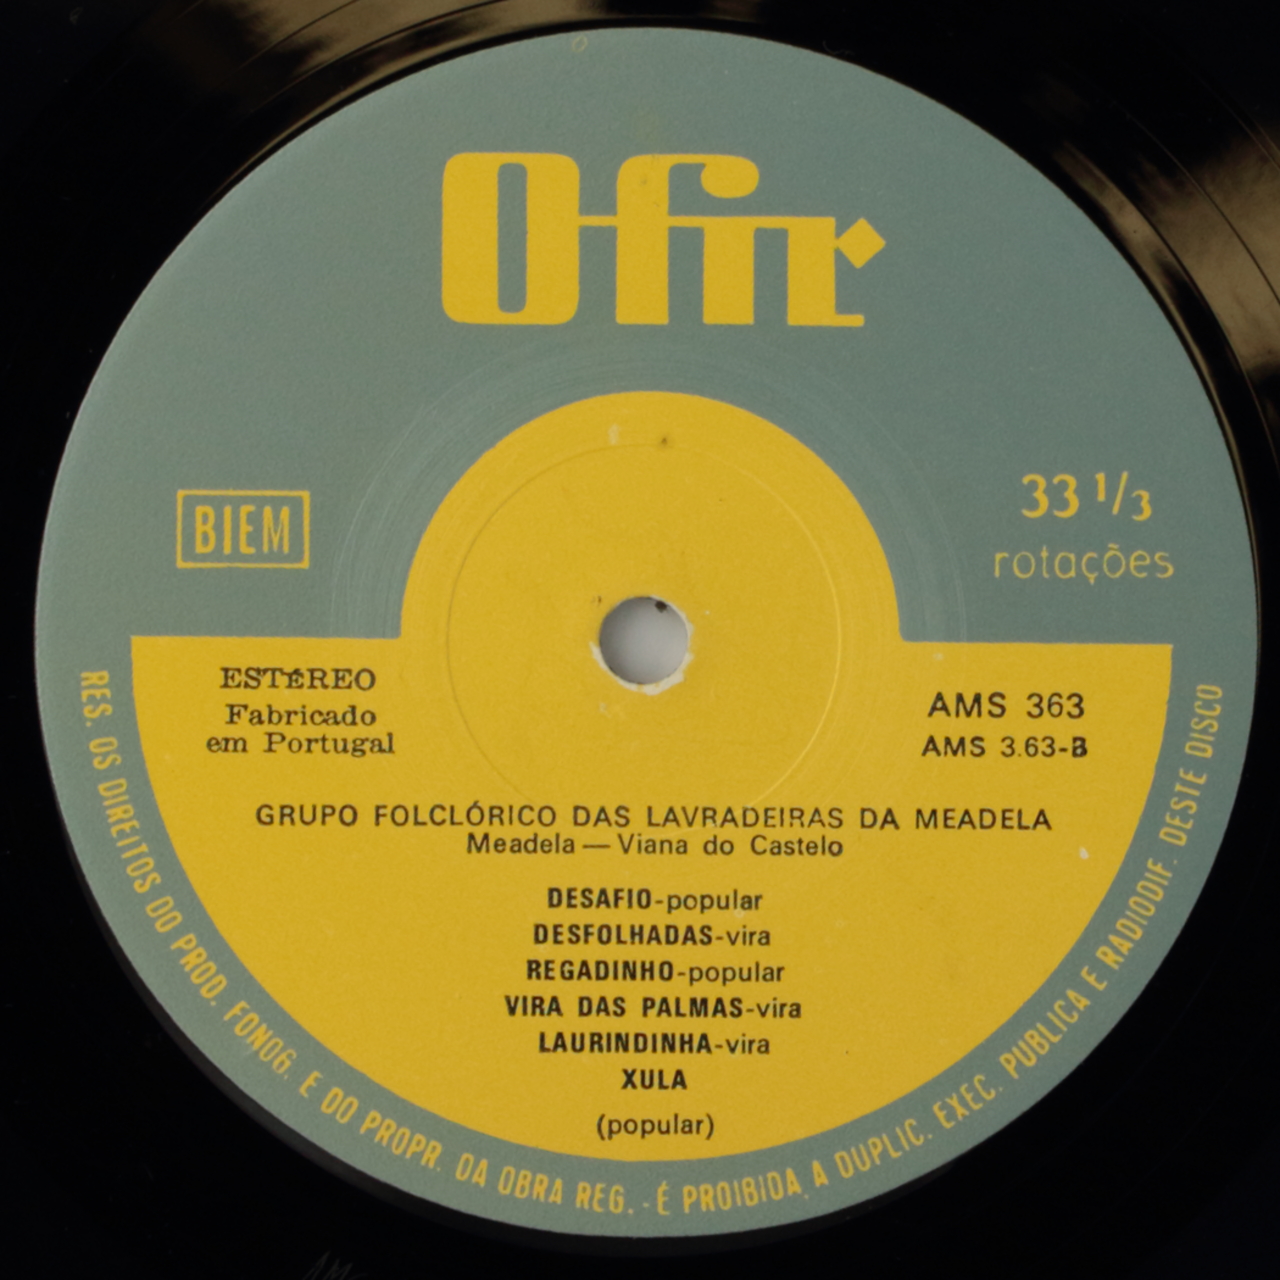 Ofir
BIEM
33 1/3
rotações
ESTÉREO
Fabricado
em Portugal
AMS 363
AMS 3.63-B
GRUPO FOLCLÓRICO DAS LAVRADEIRAS DA MEADELA
Meadela — Viana do Castelo
DESAFIO-popular
DESFOLHADAS-vira
REGADINHO-popular
VIRA DAS PALMAS-vira
LAURINDINHA-vira
XULA
(popular)
RES. OS DIREITOS DO PROD. FONOG. E DO PROPR. DA OBRA REG. - É PROIBIDA A DUPLIC. EXEC. PUBLICA E RADIODIF. DESTE DISCO